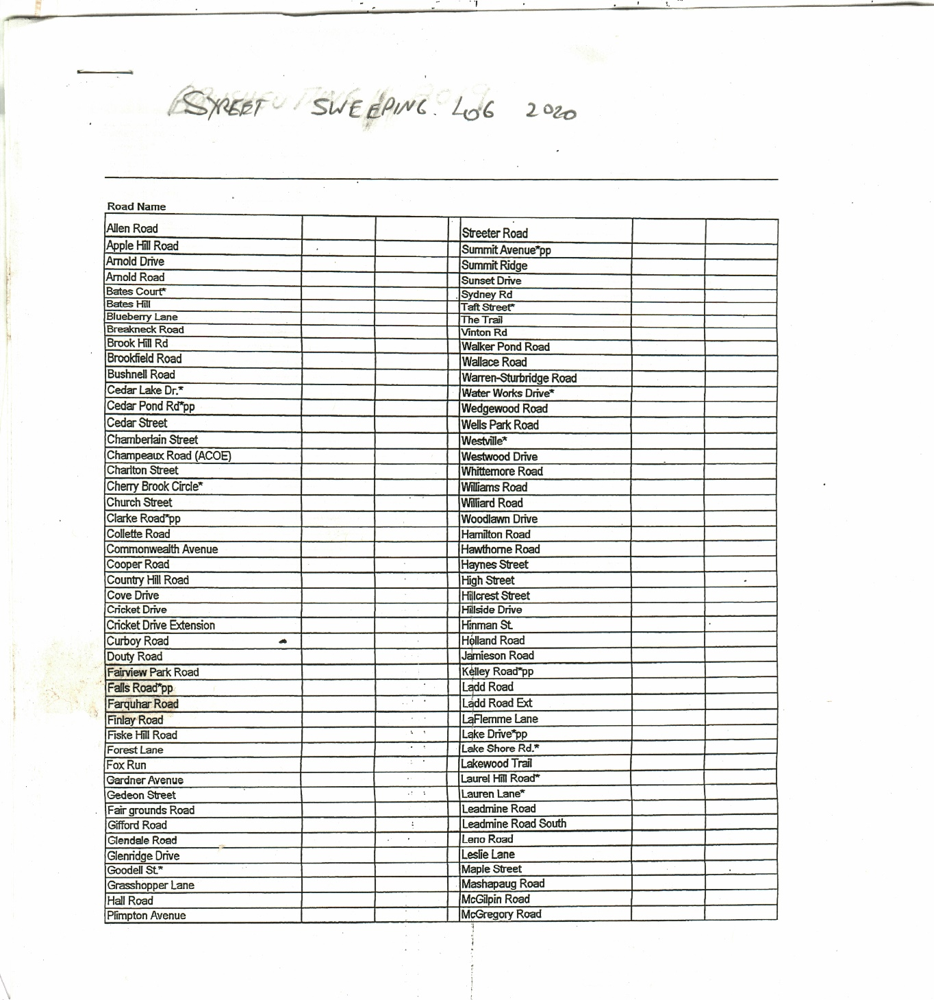 STREET SWEEPING. LOG 2020
Road Name
Allen Road
Apple Hill Road
Arnold Drive
Arnold Road
Bates Court*
Bates Hill
Blueberry Lane
Breakneck Road
Brook Hill Rd
Brookfield Road
Bushnell Road
Cedar Lake Dr.*
Cedar Pond Rd*pp
Cedar Street
Chamberlain Street
Champeaux Road (ACOE)
Charlton Street
Cherry Brook Circle*
Church Street
Clarke Road*pp
Collette Road
Commonwealth Avenue
Cooper Road
Country Hill Road
Cove Drive
Cricket Drive
Cricket Drive Extension
Curboy Road
Douty Road
Fairview Park Road
Falls Road*pp
Farquhar Road
Finlay Road
Fiske Hill Road
Forest Lane
Fox Run
Gardner Avenue
Gedeon Street
Fair grounds Road
Gifford Road
Glendale Road
Glenridge Drive
Goodell St.*
Grasshopper Lane
Hall Road
Plimpton Avenue
Streeter Road
Summit Avenue*pp
Summit Ridge
Sunset Drive
Sydney Rd
Taft Street*
The Trail
Vinton Rd
Walker Pond Road
Wallace Road
Warren-Sturbridge Road
Water Works Drive*
Wedgewood Road
Wells Park Road
Westville*
Westwood Drive
Whittemore Road
Williams Road
Williard Road
Woodlawn Drive
Hamilton Road
Hawthorne Road
Haynes Street
High Street
Hillcrest Street
Hillside Drive
Hinman St.
Holland Road
Jamieson Road
Kelley Road*pp
Ladd Road
Ladd Road Ext
LaFlemme Lane
Lake Drive*pp
Lake Shore Rd.*
Lakewood Trail
Laurel Hill Road*
Lauren Lane*
Leadmine Road
Leadmine Road South
Leno Road
Leslie Lane
Maple Street
Mashapaug Road
McGilpin Road
McGregory Road